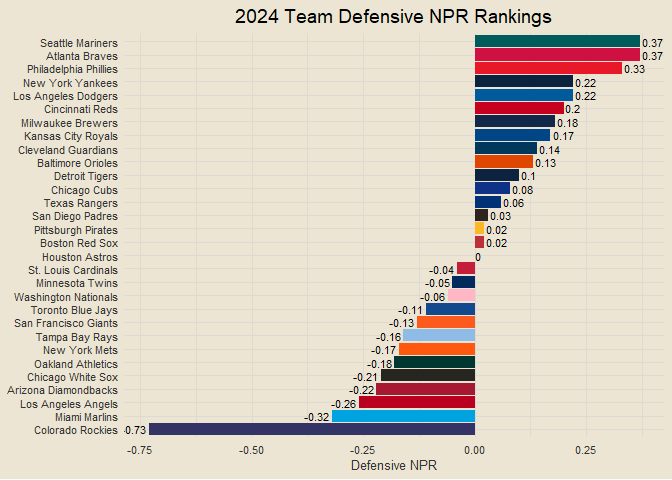 2024 Team Defensive NPR Rankings
Seattle Mariners 0.37
Atlanta Braves 0.37
Philadelphia Phillies 0.33
New York Yankees 0.22
Los Angeles Dodgers 0.22
Cincinnati Reds 0.2
Milwaukee Brewers 0.18
Kansas City Royals 0.17
Cleveland Guardians 0.14
Baltimore Orioles 0.13
Detroit Tigers 0.1
Chicago Cubs 0.08
Texas Rangers 0.06
San Diego Padres 0.03
Pittsburgh Pirates 0.02
Boston Red Sox 0.02
Houston Astros 0
St. Louis Cardinals -0.04
Minnesota Twins -0.05
Washington Nationals -0.06
Toronto Blue Jays -0.11
San Francisco Giants -0.13
Tampa Bay Rays -0.16
New York Mets -0.17
Oakland Athletics -0.18
Chicago White Sox -0.21
Arizona Diamondbacks -0.22
Los Angeles Angels -0.26
Miami Marlins -0.32
Colorado Rockies -0.73
-0.75 -0.50 -0.25 0.00 0.25
Defensive NPR